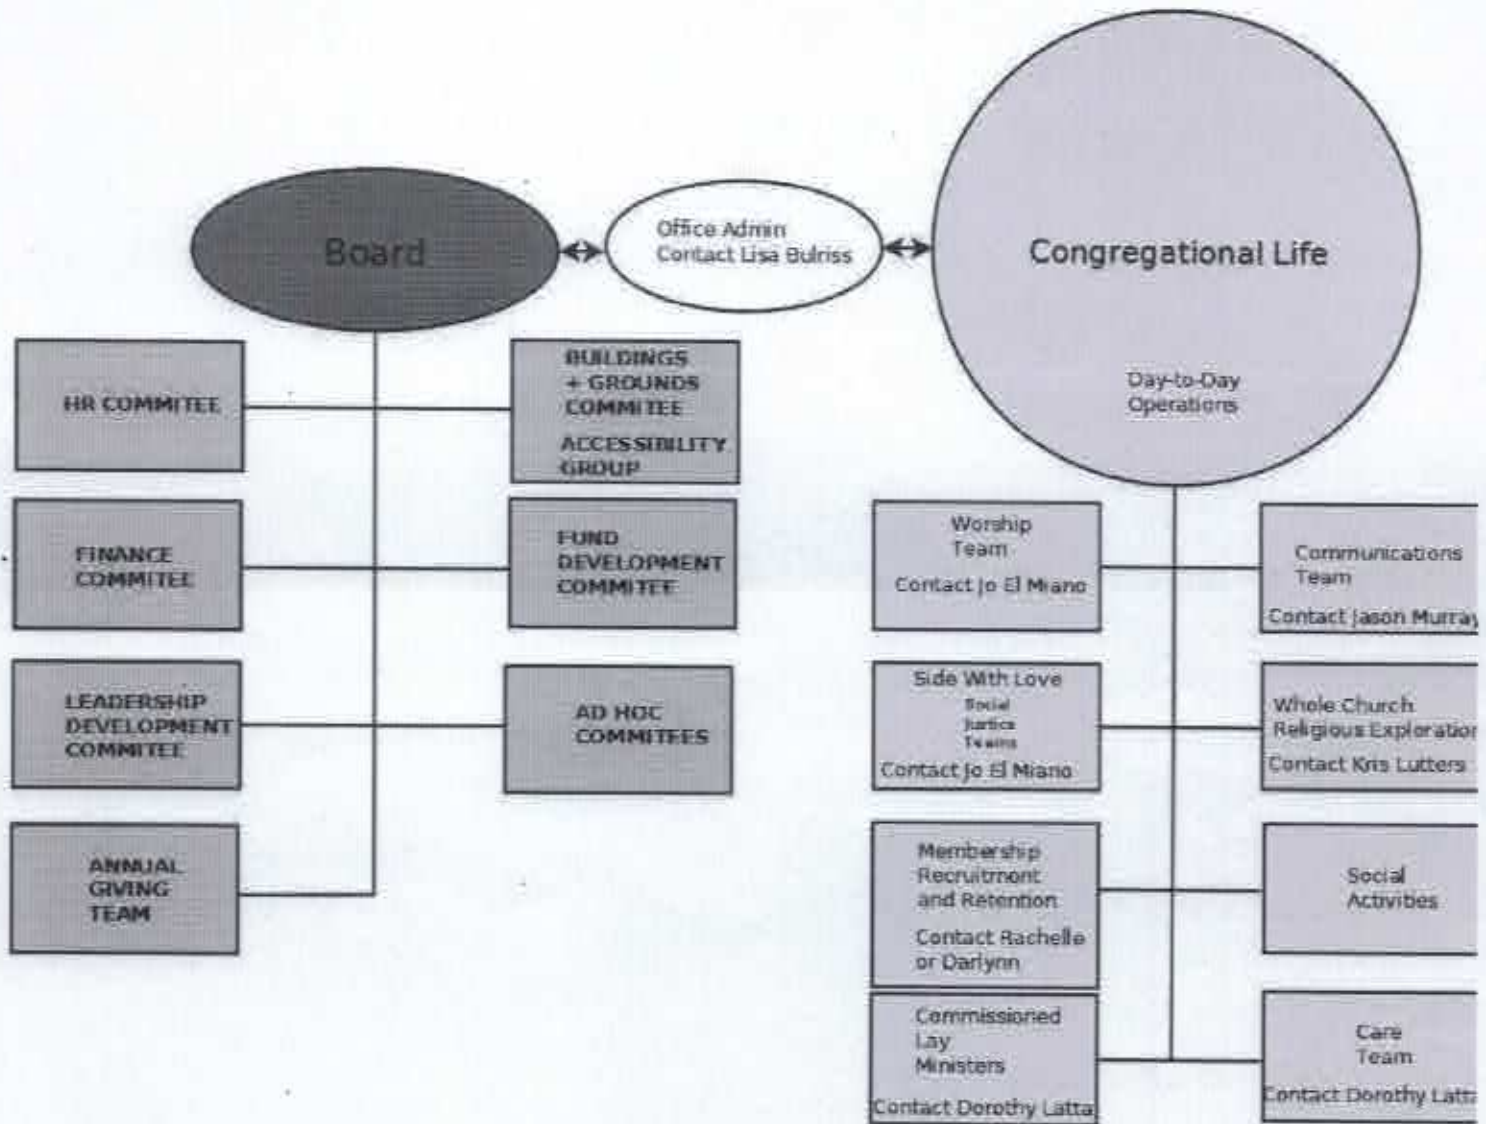 Board
Office Admin
Contact Lisa Bulriss
Congregational Life
Day-to-Day
Operations
HR COMMITEE
BUILDINGS
+ GROUNDS
COMMITEE
ACCESSIBILITY
GROUP
FINANCE
COMMITEE
FUND
DEVELOPMENT
COMMITEE
LEADERSHIP
DEVELOPMENT
COMMITEE
AD HOC
COMMITEES
ANNUAL
GIVING
TEAM
Worship
Team
Contact Jo El Miano
Communications
Team
Contact Jason Murray
Side With Love
Social
Justice
Teams
Contact Jo El Miano
Whole Church
Religious Exploration
Contact Kris Lutters
Membership
Recruitment
and Retention
Contact Rachelle
or Darlynn
Social
Activities
Commissioned
Lay
Ministers
Contact Dorothy Latta
Care
Team
Contact Dorothy Latta